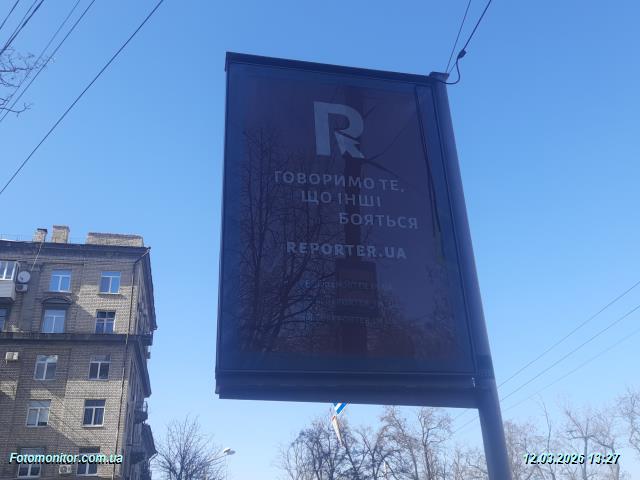 R
ГОВОРИМО ТЕ,
ЩО ІНШІ
БОЯТЬСЯ
REPORTER.UA
Fotomonitor.com.ua
12.03.2026 13:27